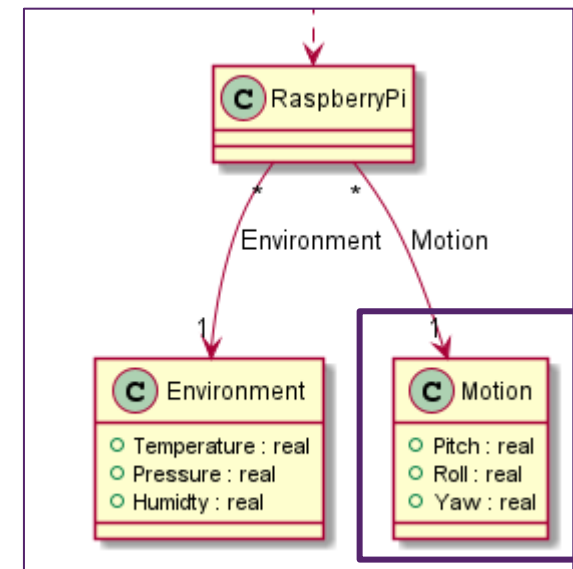 C RaspberryPi
* *
Environment Motion
1 1
C Environment
Temperature : real
Pressure : real
Humidty : real
C Motion
Pitch : real
Roll : real
Yaw : real